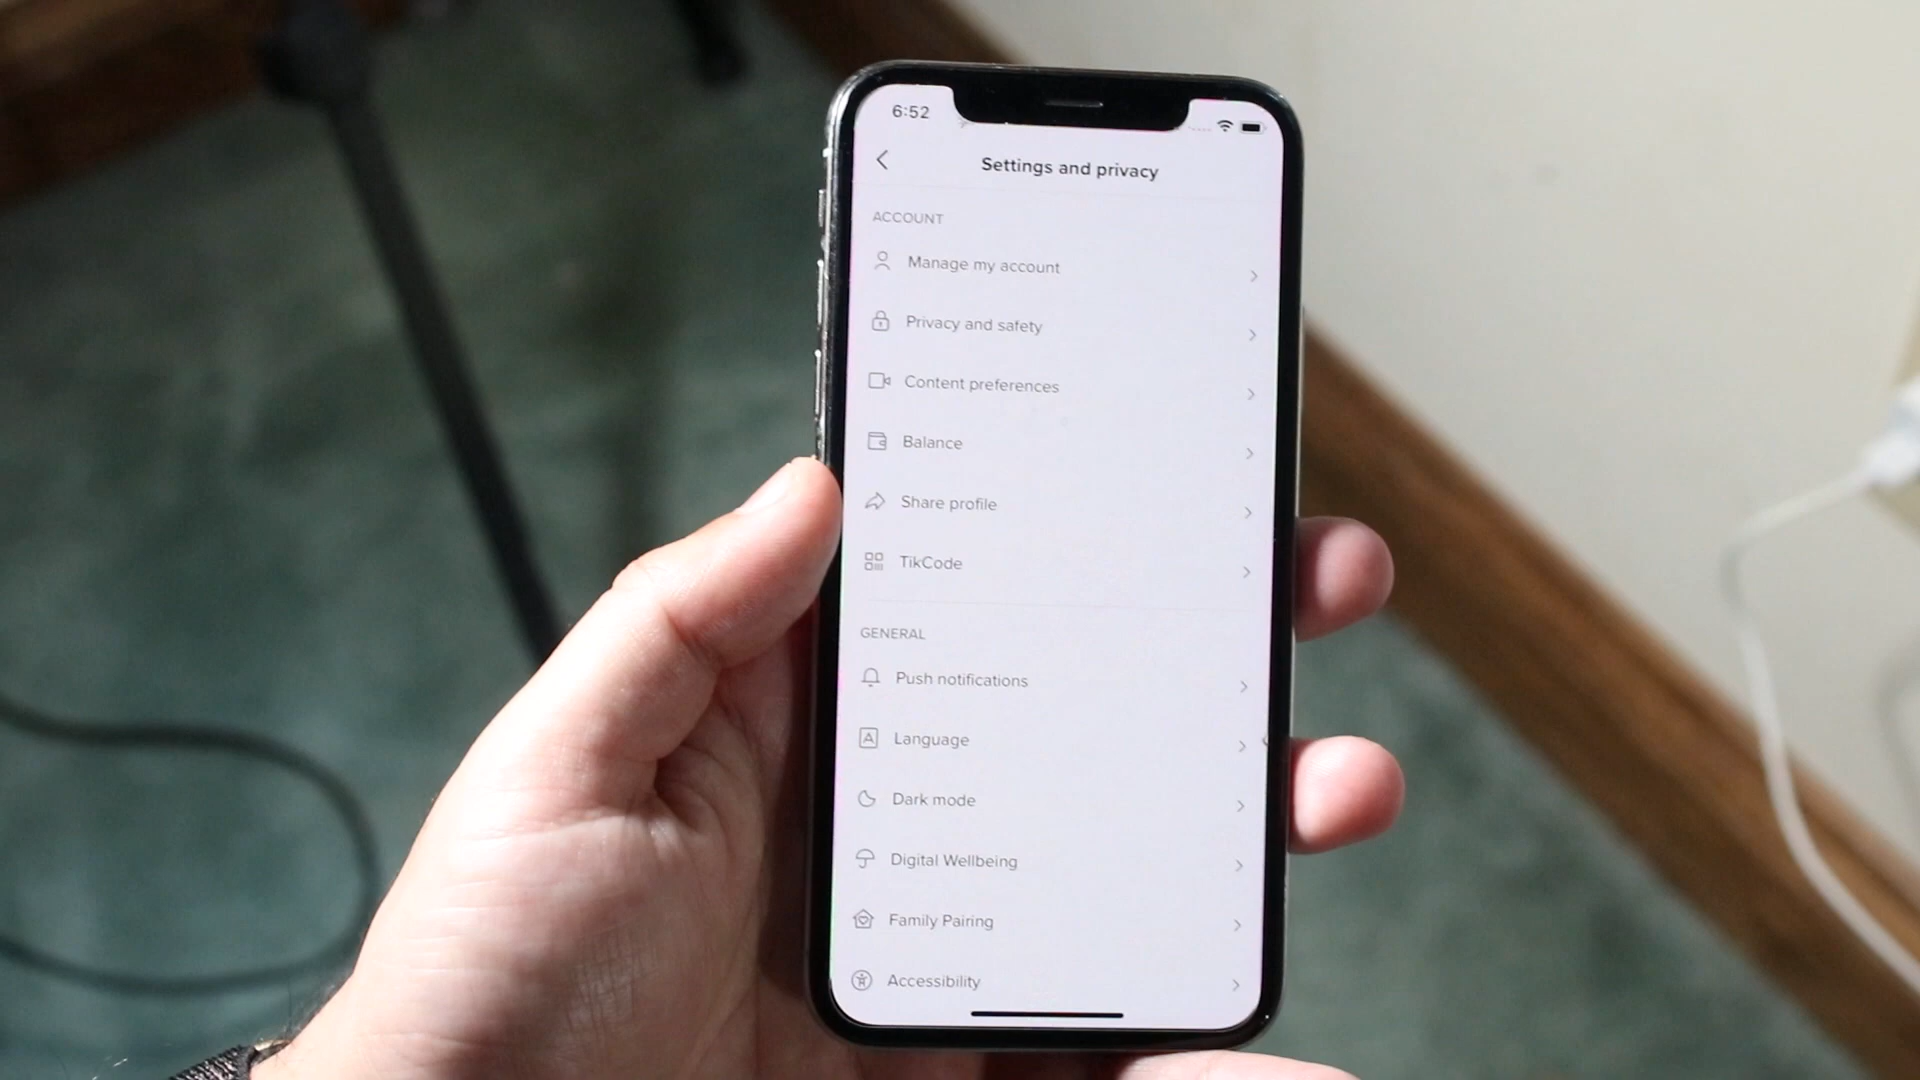 6:52
Settings and privacy
ACCOUNT
Manage my account
Privacy and safety
Content preferences
Balance
Share profile
TikCode
GENERAL
Push notifications
Language
Dark mode
Digital Wellbeing
Family Pairing
Accessibility